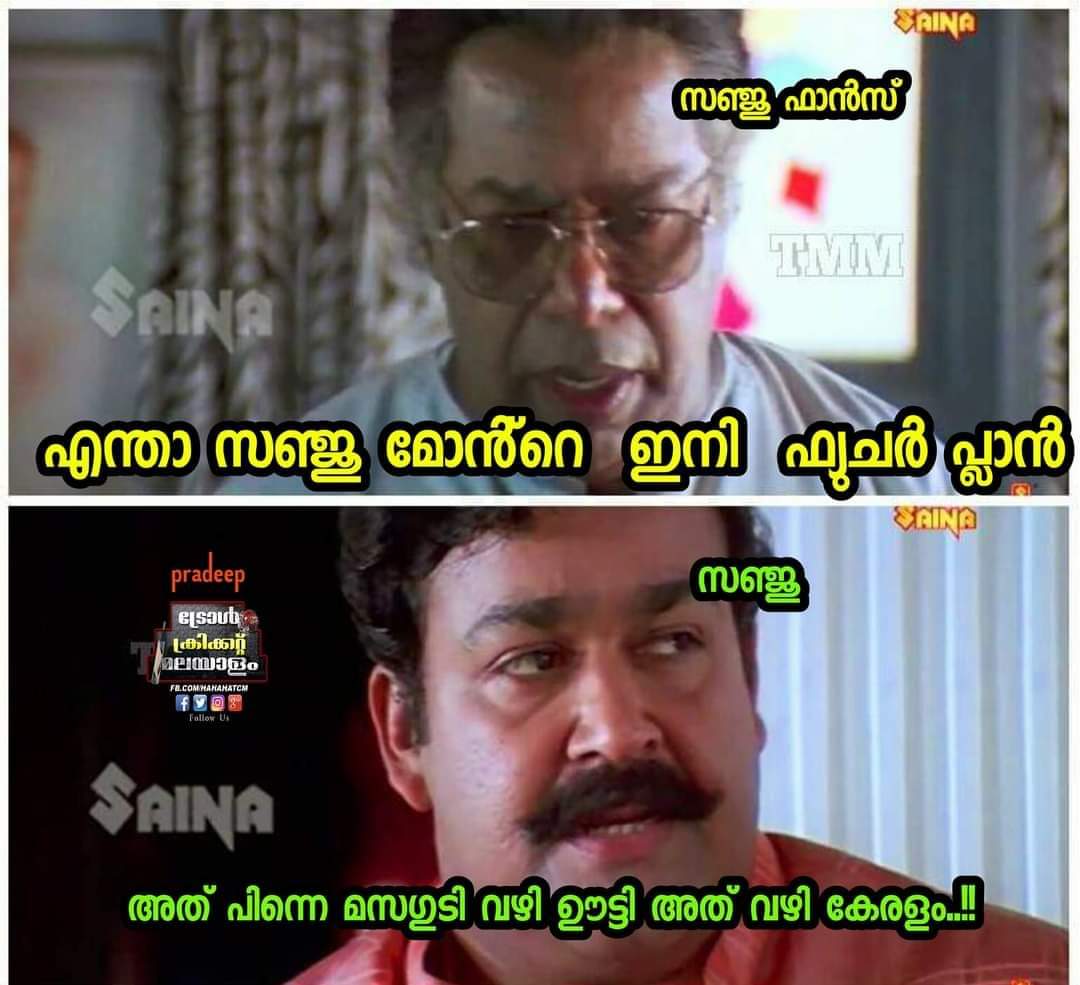 SAINA
സഞ്ജു ഫാൻസ്
TMM
SAINA
എന്താ സഞ്ജു മോൻ്റെ ഇനി ഫ്യുചർ പ്ലാൻ
SAINA
സഞ്ജു
pradeep
ട്രോൾ
ക്രിക്കറ്റ്
മലയാളം
FB.COM/HAHAHATCM
Follow Us
SAINA
അത് പിന്നെ മസഗുടി വഴി ഊട്ടി അത് വഴി കേരളം..!!